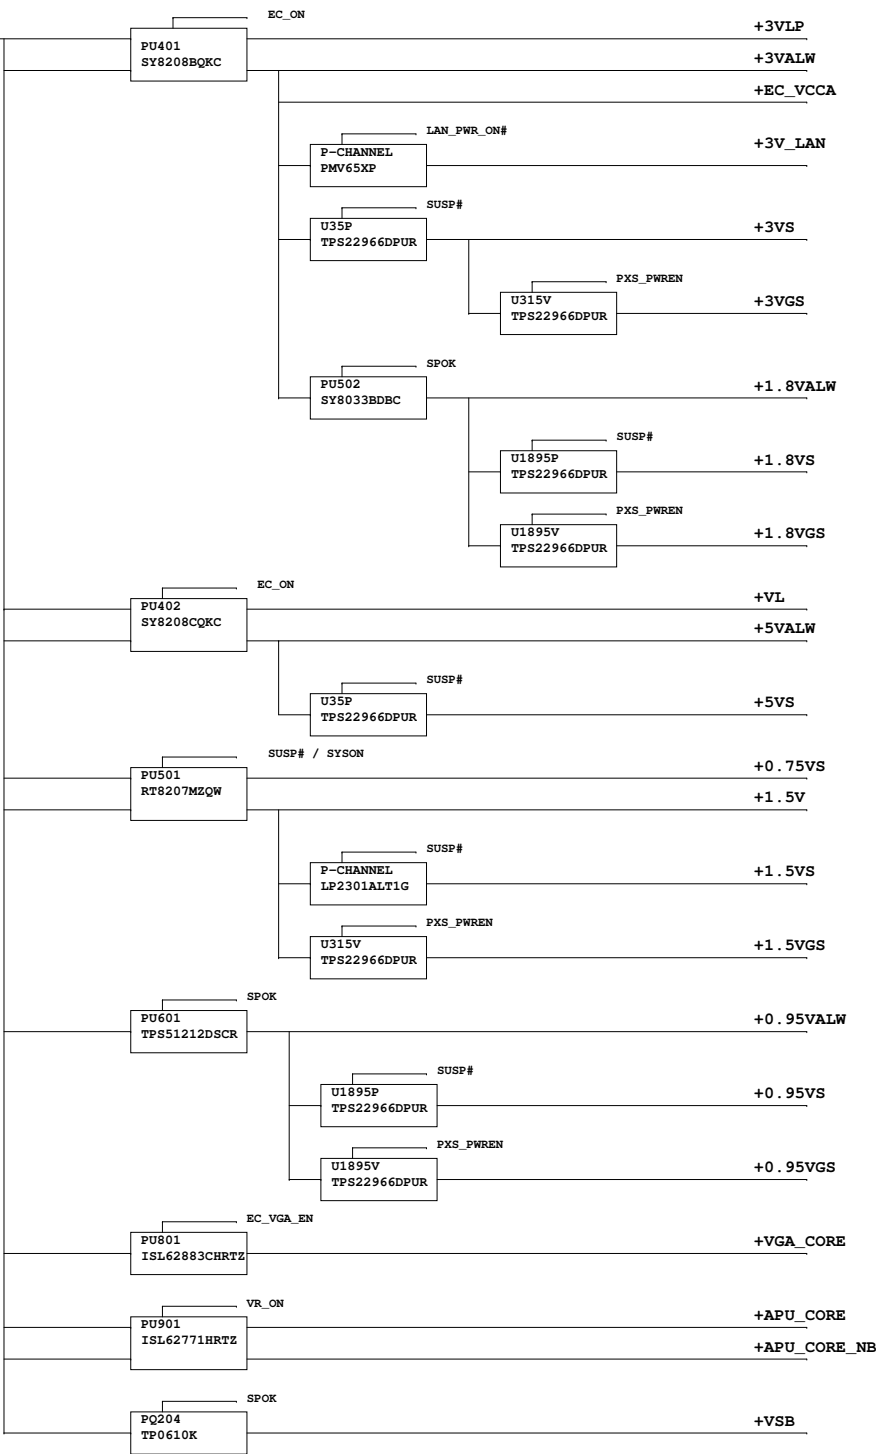 EC_ON
+3VLP
PU401
SY8208BQKC
+3VALW
+EC_VCCA
LAN_PWR_ON#
+3V_LAN
P-CHANNEL
PMV65XP
SUSP#
+3VS
U35P
TPS22966DPUR
PXS_PWREN
+3VGS
U315V
TPS22966DPUR
SPOK
+1.8VALW
PU502
SY8033BDBC
SUSP#
+1.8VS
U1895P
TPS22966DPUR
PXS_PWREN
+1.8VGS
U1895V
TPS22966DPUR
EC_ON
+VL
PU402
SY8208CQKC
+5VALW
SUSP#
+5VS
U35P
TPS22966DPUR
SUSP# / SYSON
+0.75VS
PU501
RT8207MZQW
+1.5V
SUSP#
+1.5VS
P-CHANNEL
LP2301ALT1G
PXS_PWREN
+1.5VGS
U315V
TPS22966DPUR
SPOK
+0.95VALW
PU601
TPS51212DSCR
SUSP#
+0.95VS
U1895P
TPS22966DPUR
PXS_PWREN
+0.95VGS
U1895V
TPS22966DPUR
EC_VGA_EN
+VGA_CORE
PU801
ISL62883CHRTZ
VR_ON
+APU_CORE
PU901
ISL62771HRTZ
+APU_CORE_NB
SPOK
+VSB
PQ204
TP0610K